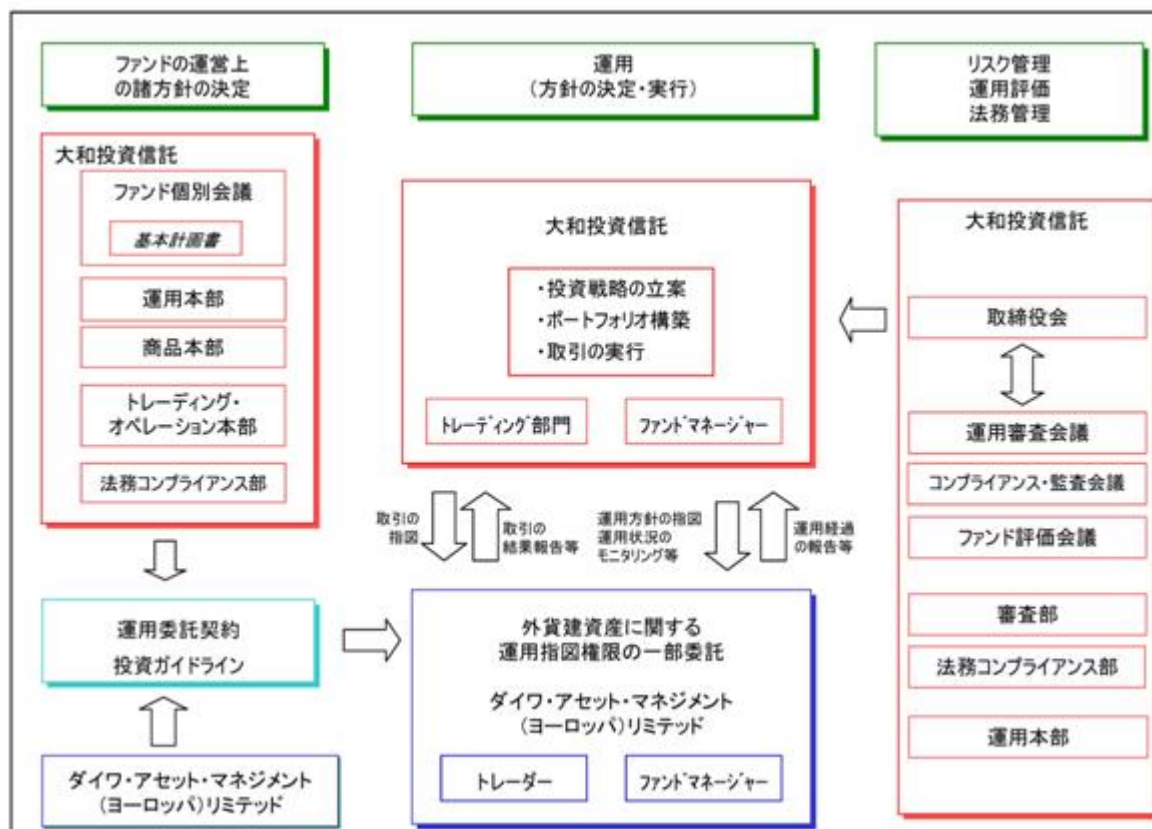 ファンドの運営上
の諸方針の決定
運用
(方針の決定・実行)
リスク管理
運用評価
法務管理
大和投資信託
ファンド個別会議
基本計画書
運用本部
商品本部
トレーディング・
オペレーション本部
法務コンプライアンス部
大和投資信託
・投資戦略の立案
・ポートフォリオ構築
・取引の実行
トレーディング部門
ファンドマネージャー
大和投資信託
取締役会
運用審査会議
コンプライアンス・監査会議
ファンド評価会議
審査部
法務コンプライアンス部
運用本部
取引の
指図
取引の
結果報告等
運用方針の指図
運用状況の
モニタリング等
運用経過
の報告等
運用委託契約
投資ガイドライン
ダイワ・アセット・マネジメント
(ヨーロッパ)リミテッド
外貨建資産に関する
運用指図権限の一部委託
ダイワ・アセット・マネジメント
(ヨーロッパ)リミテッド
トレーダー
ファンドマネージャー